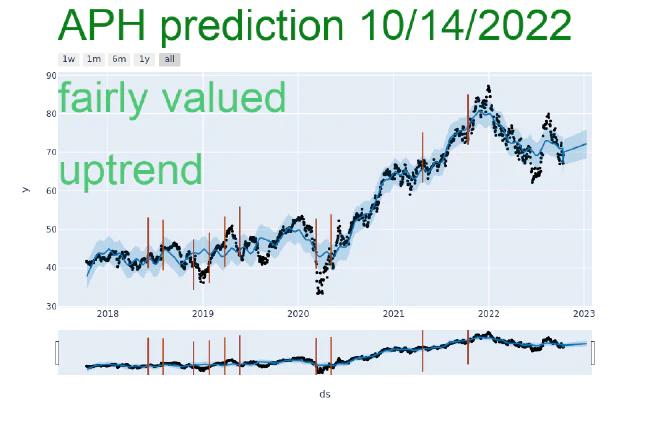 APH prediction 10/14/2022
1w 1m 6m 1y all
fairly valued
uptrend
90
80
70
60
50
40
30
y
2018 2019 2020 2021 2022 2023
ds